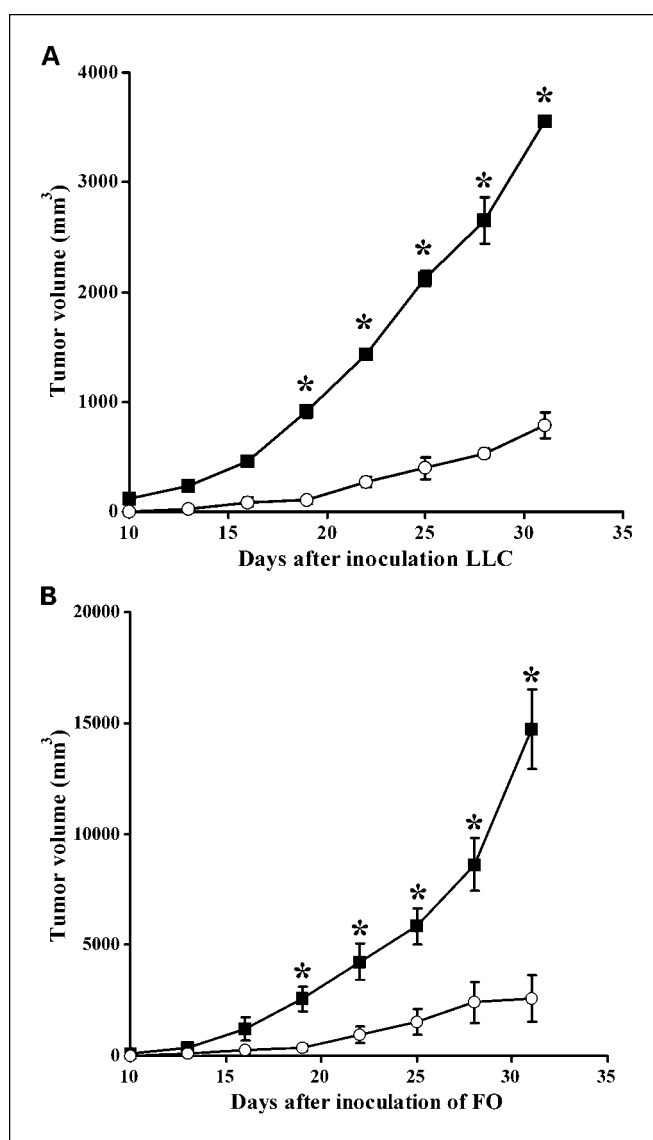 A
4000
3000
2000
1000
0
Tumor volume (mm3)
* * * * *
10 15 20 25 30 35
Days after inoculation LLC
B
20000
15000
10000
5000
0
Tumor volume (mm3)
* * * * *
10 15 20 25 30 35
Days after inoculation of FO